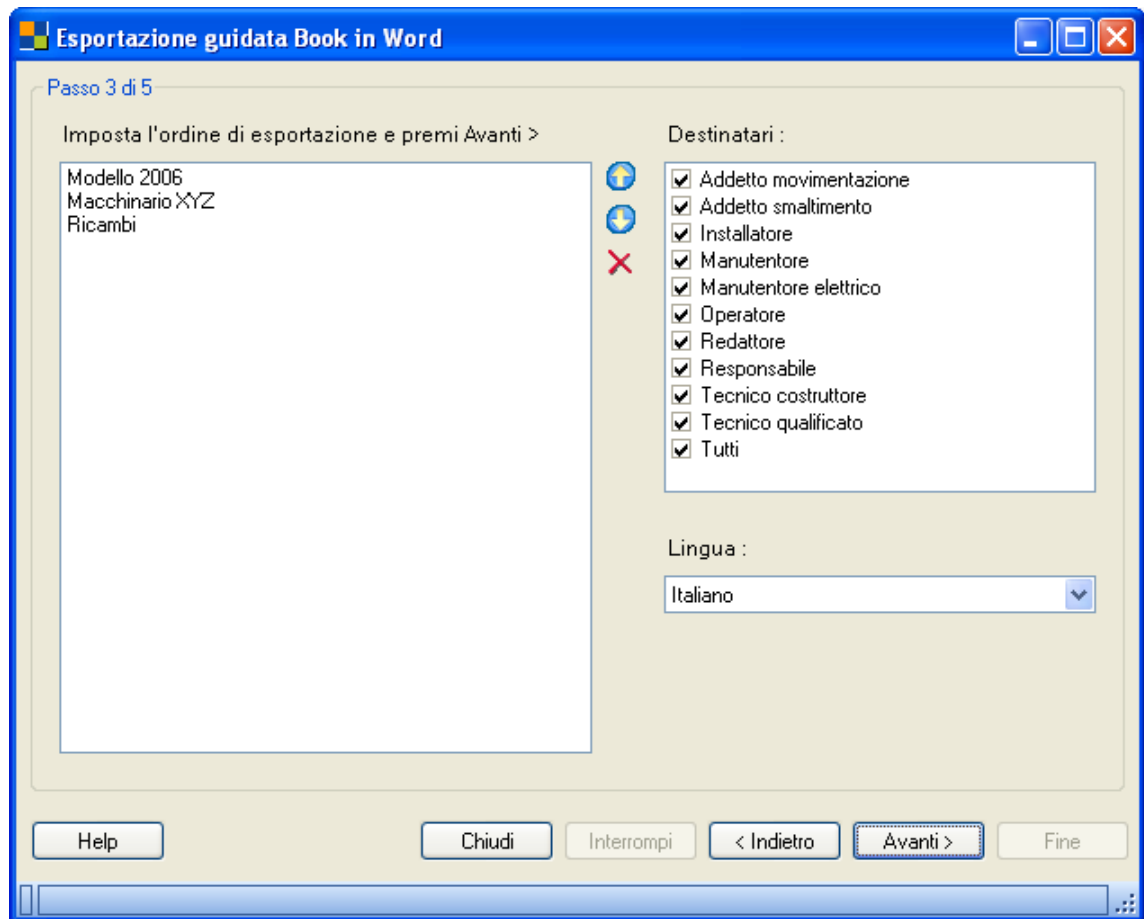 Esportazione guidata Book in Word
Passo 3 di 5
Imposta l'ordine di esportazione e premi Avanti >
Modello 2006
Macchinario XYZ
Ricambi
Destinatari :
Addetto movimentazione
Addetto smaltimento
Installatore
Manutentore
Manutentore elettrico
Operatore
Redattore
Responsabile
Tecnico costruttore
Tecnico qualificato
Tutti
Lingua :
Italiano
Help
Chiudi
Interrompi
< Indietro
Avanti >
Fine